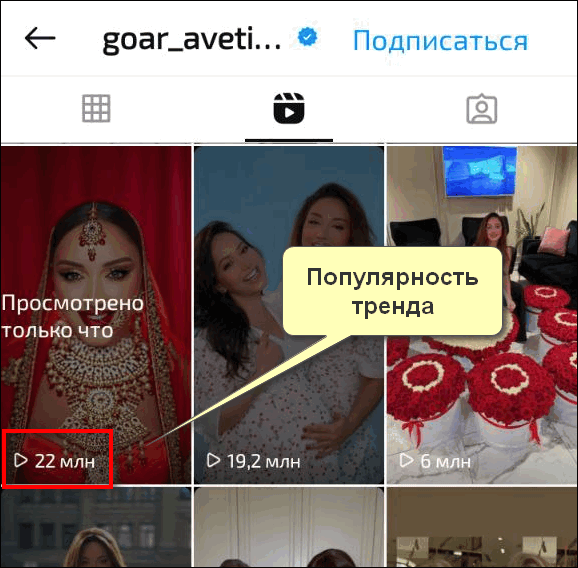 goar_aveti...
Подписаться
Просмотрено
только что
Популярность
тренда
22 млн
19,2 млн
6 млн